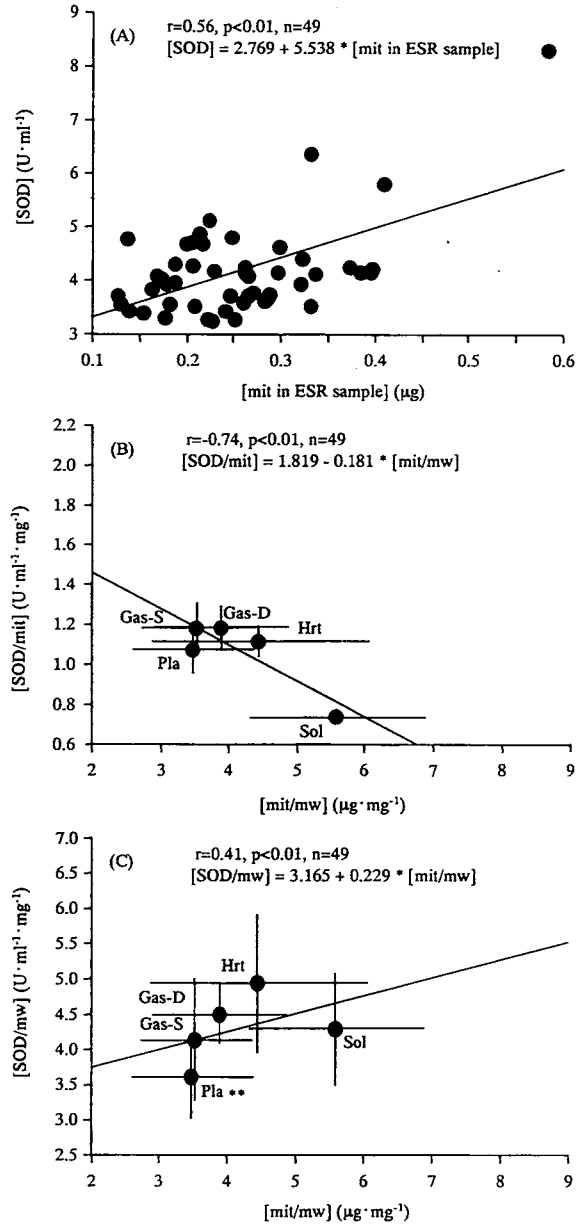 (A)
r=0.56, p<0.01, n=49
[SOD] = 2.769 + 5.538 * [mit in ESR sample]
[SOD] (U·ml⁻¹)
9
8
7
6
5
4
3
0.1 0.2 0.3 0.4 0.5 0.6
[mit in ESR sample] (µg)
(B)
r=-0.74, p<0.01, n=49
[SOD/mit] = 1.819 - 0.181 * [mit/mw]
[SOD/mit] (U·ml⁻¹·mg⁻¹)
2.2
2.0
1.8
1.6
1.4
1.2
1.0
0.8
0.6
Gas-S Gas-D Hrt
Pla
Sol
2 3 4 5 6 7 8 9
[mit/mw] (µg·mg⁻¹)
(C)
r=0.41, p<0.01, n=49
[SOD/mw] = 3.165 + 0.229 * [mit/mw]
[SOD/mw] (U·ml⁻¹·mg⁻¹)
7.0
6.5
6.0
5.5
5.0
4.5
4.0
3.5
3.0
2.5
Hrt
Gas-D
Gas-S
Sol
Pla **
2 3 4 5 6 7 8 9
[mit/mw] (µg·mg⁻¹)